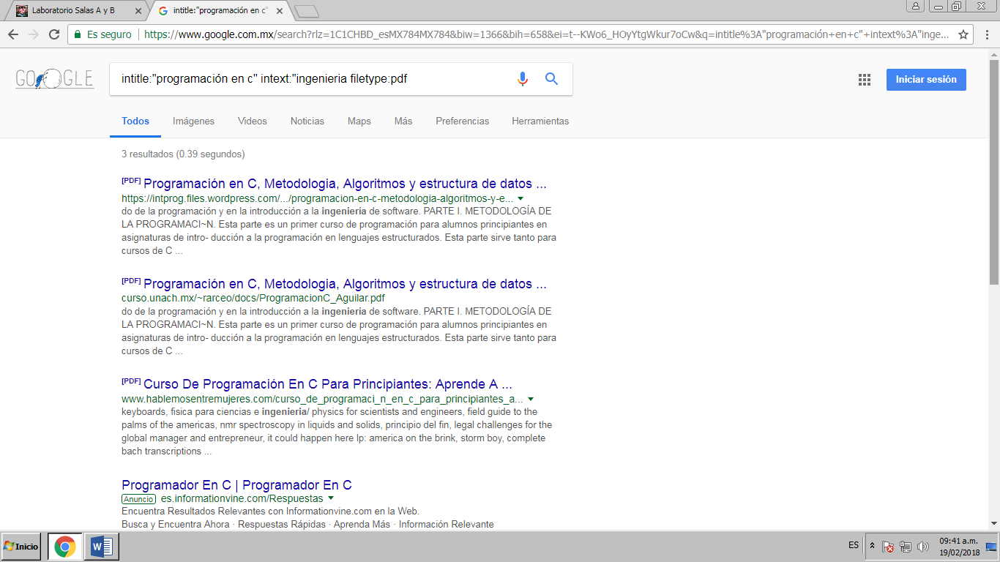 Laboratorio Salas A y B
intitle:"programación en c"
Es seguro
https://www.google.com.mx/search?rlz=1C1CHBD_esMX784MX784&biw=1366&bih=658&ei=t--KWo6_HOyYtgWkur7oCw&q=intitle%3A"programación+en+c"+intext%3A"inge...
GOOGLE
intitle:"programación en c" intext:"ingenieria filetype:pdf
Iniciar sesión
Todos Imágenes Videos Noticias Maps Más Preferencias Herramientas
3 resultados (0.39 segundos)
[PDF] Programación en C, Metodologia, Algoritmos y estructura de datos ...
https://intprog.files.wordpress.com/.../programacion-en-c-metodologia-algoritmos-y-e...
do de la programación y en la introducción a la ingeniería de software. PARTE I. METODOLOGÍA DE
LA PROGRAMACI~N. Esta parte es un primer curso de programación para alumnos principiantes en
asignaturas de intro- ducción a la programación en lenguajes estructurados. Esta parte sirve tanto para
cursos de C ...
[PDF] Programación en C, Metodologia, Algoritmos y estructura de datos ...
curso.unach.mx/~rarceo/docs/ProgramacionC_Aguilar.pdf
do de la programación y en la introducción a la ingeniería de software. PARTE I. METODOLOGÍA DE
LA PROGRAMACI~N. Esta parte es un primer curso de programación para alumnos principiantes en
asignaturas de intro- ducción a la programación en lenguajes estructurados. Esta parte sirve tanto para
cursos de C ...
[PDF] Curso De Programación En C Para Principiantes: Aprende A ...
www.hablemosentremujeres.com/curso_de_programaci_n_en_c_para_principiantes_a...
keyboards, fisica para ciencias e ingenieria/ physics for scientists and engineers, field guide to the
palms of the americas, nmr spectroscopy in liquids and solids, principio del fin, legal challenges for the
global manager and entrepreneur, it could happen here lp: america on the brink, storm boy, complete
bach transcriptions ...
Programador En C | Programador En C
Anuncio es.informationvine.com/Respuestas
Encuentra Resultados Relevantes con Informationvine.com en la Web.
Busca y Encuentra Ahora · Respuestas Rápidas · Aprenda Más · Información Relevante
Inicio
ES
09:41 a.m.
19/02/2018